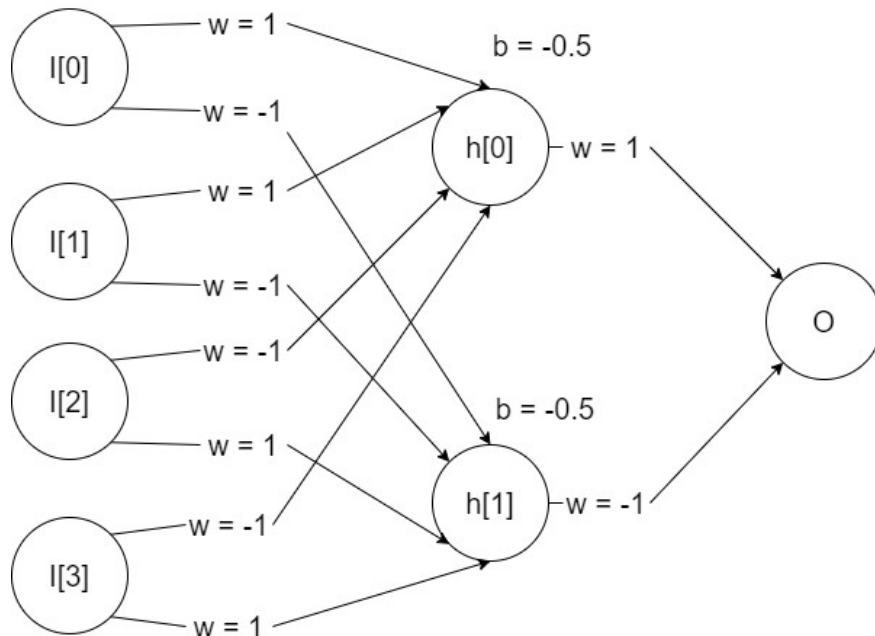 I[0]
w = 1
w = -1
I[1]
w = 1
w = -1
I[2]
w = -1
w = 1
I[3]
w = -1
w = 1
b = -0.5
h[0]
w = 1
b = -0.5
h[1]
w = -1
O